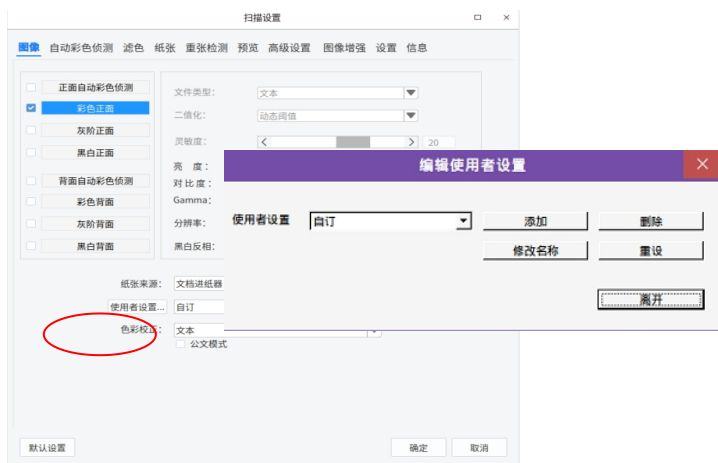 扫描设置
图像 自动彩色侦测 滤色 纸张 重张检测 预览 高级设置 图像增强 设置 信息
正面自动彩色侦测
彩色正面
灰阶正面
黑白正面
背面自动彩色侦测
彩色背面
灰阶背面
黑白背面
文件类型: 文本
二值化: 动态阈值
灵敏度: 20
亮 度:
对比度:
Gamma:
分辨率:
黑白反相:
纸张来源: 文档进纸器
使用者设置... 自订
色彩校正: 文本
公文模式
默认设置 确定 取消
编辑使用者设置
使用者设置 自订 添加 删除
修改名称 重设
离开